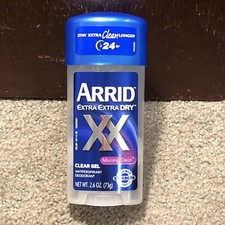 STAY EXTRA Clean LONGER
24
ARRID
EXTRA EXTRA DRY
XX
Morning Clean
CLEAR GEL
ANTIPERSPIRANT
DEODORANT
NET WT. 2.6 OZ (73g)